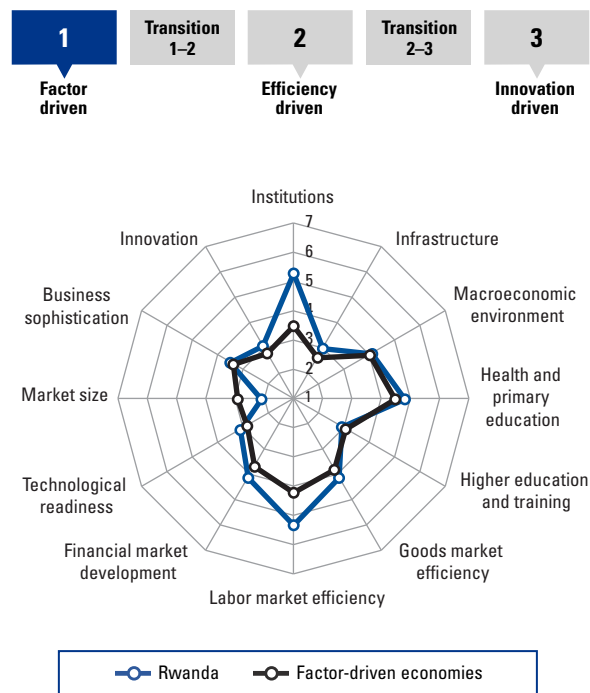 1
Transition
1–2
2
Transition
2–3
3
Factor
driven
Efficiency
driven
Innovation
driven
Institutions
7
6
5
4
3
2
1
Innovation
Infrastructure
Business
sophistication
Macroeconomic
environment
Market size
Health and
primary
education
Technological
readiness
Higher education
and training
Financial market
development
Goods market
efficiency
Labor market efficiency
Rwanda
Factor-driven economies